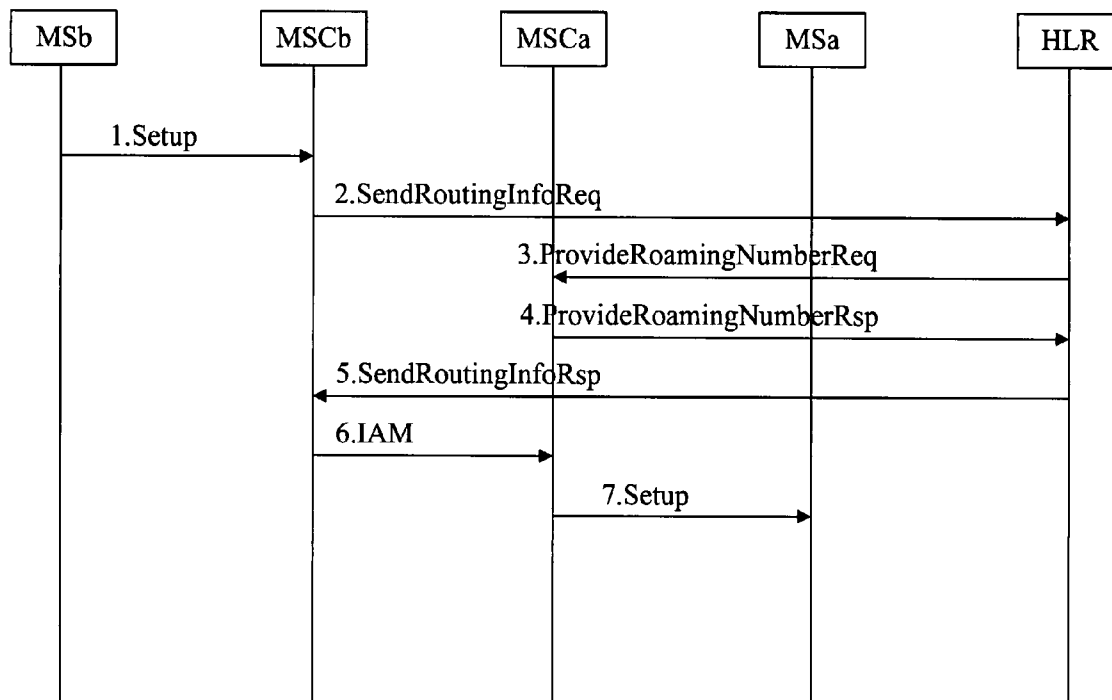 MSb
MSCb
MSCa
MSa
HLR
1.Setup
2.SendRoutingInfoReq
3.ProvideRoamingNumberReq
4.ProvideRoamingNumberRsp
5.SendRoutingInfoRsp
6.IAM
7.Setup